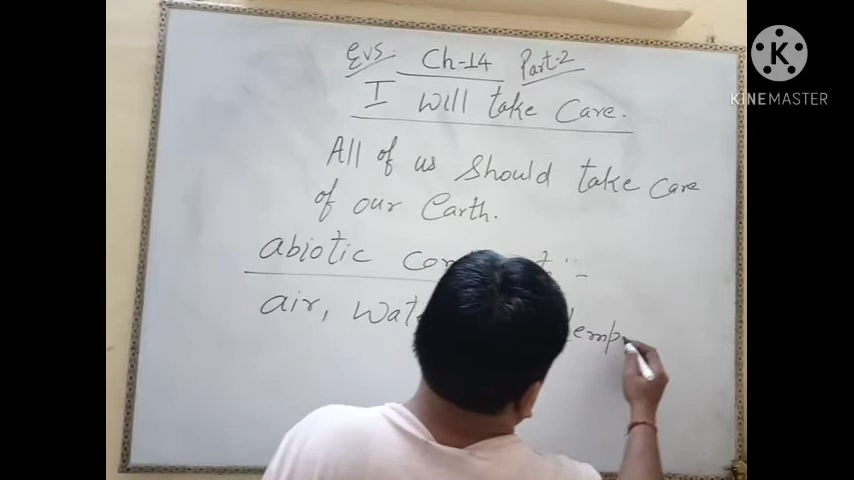 Evs. Ch-14 Part-2
I will take Care.
All of us Should take care
of our Earth.
abiotic
air,
KINEMASTER